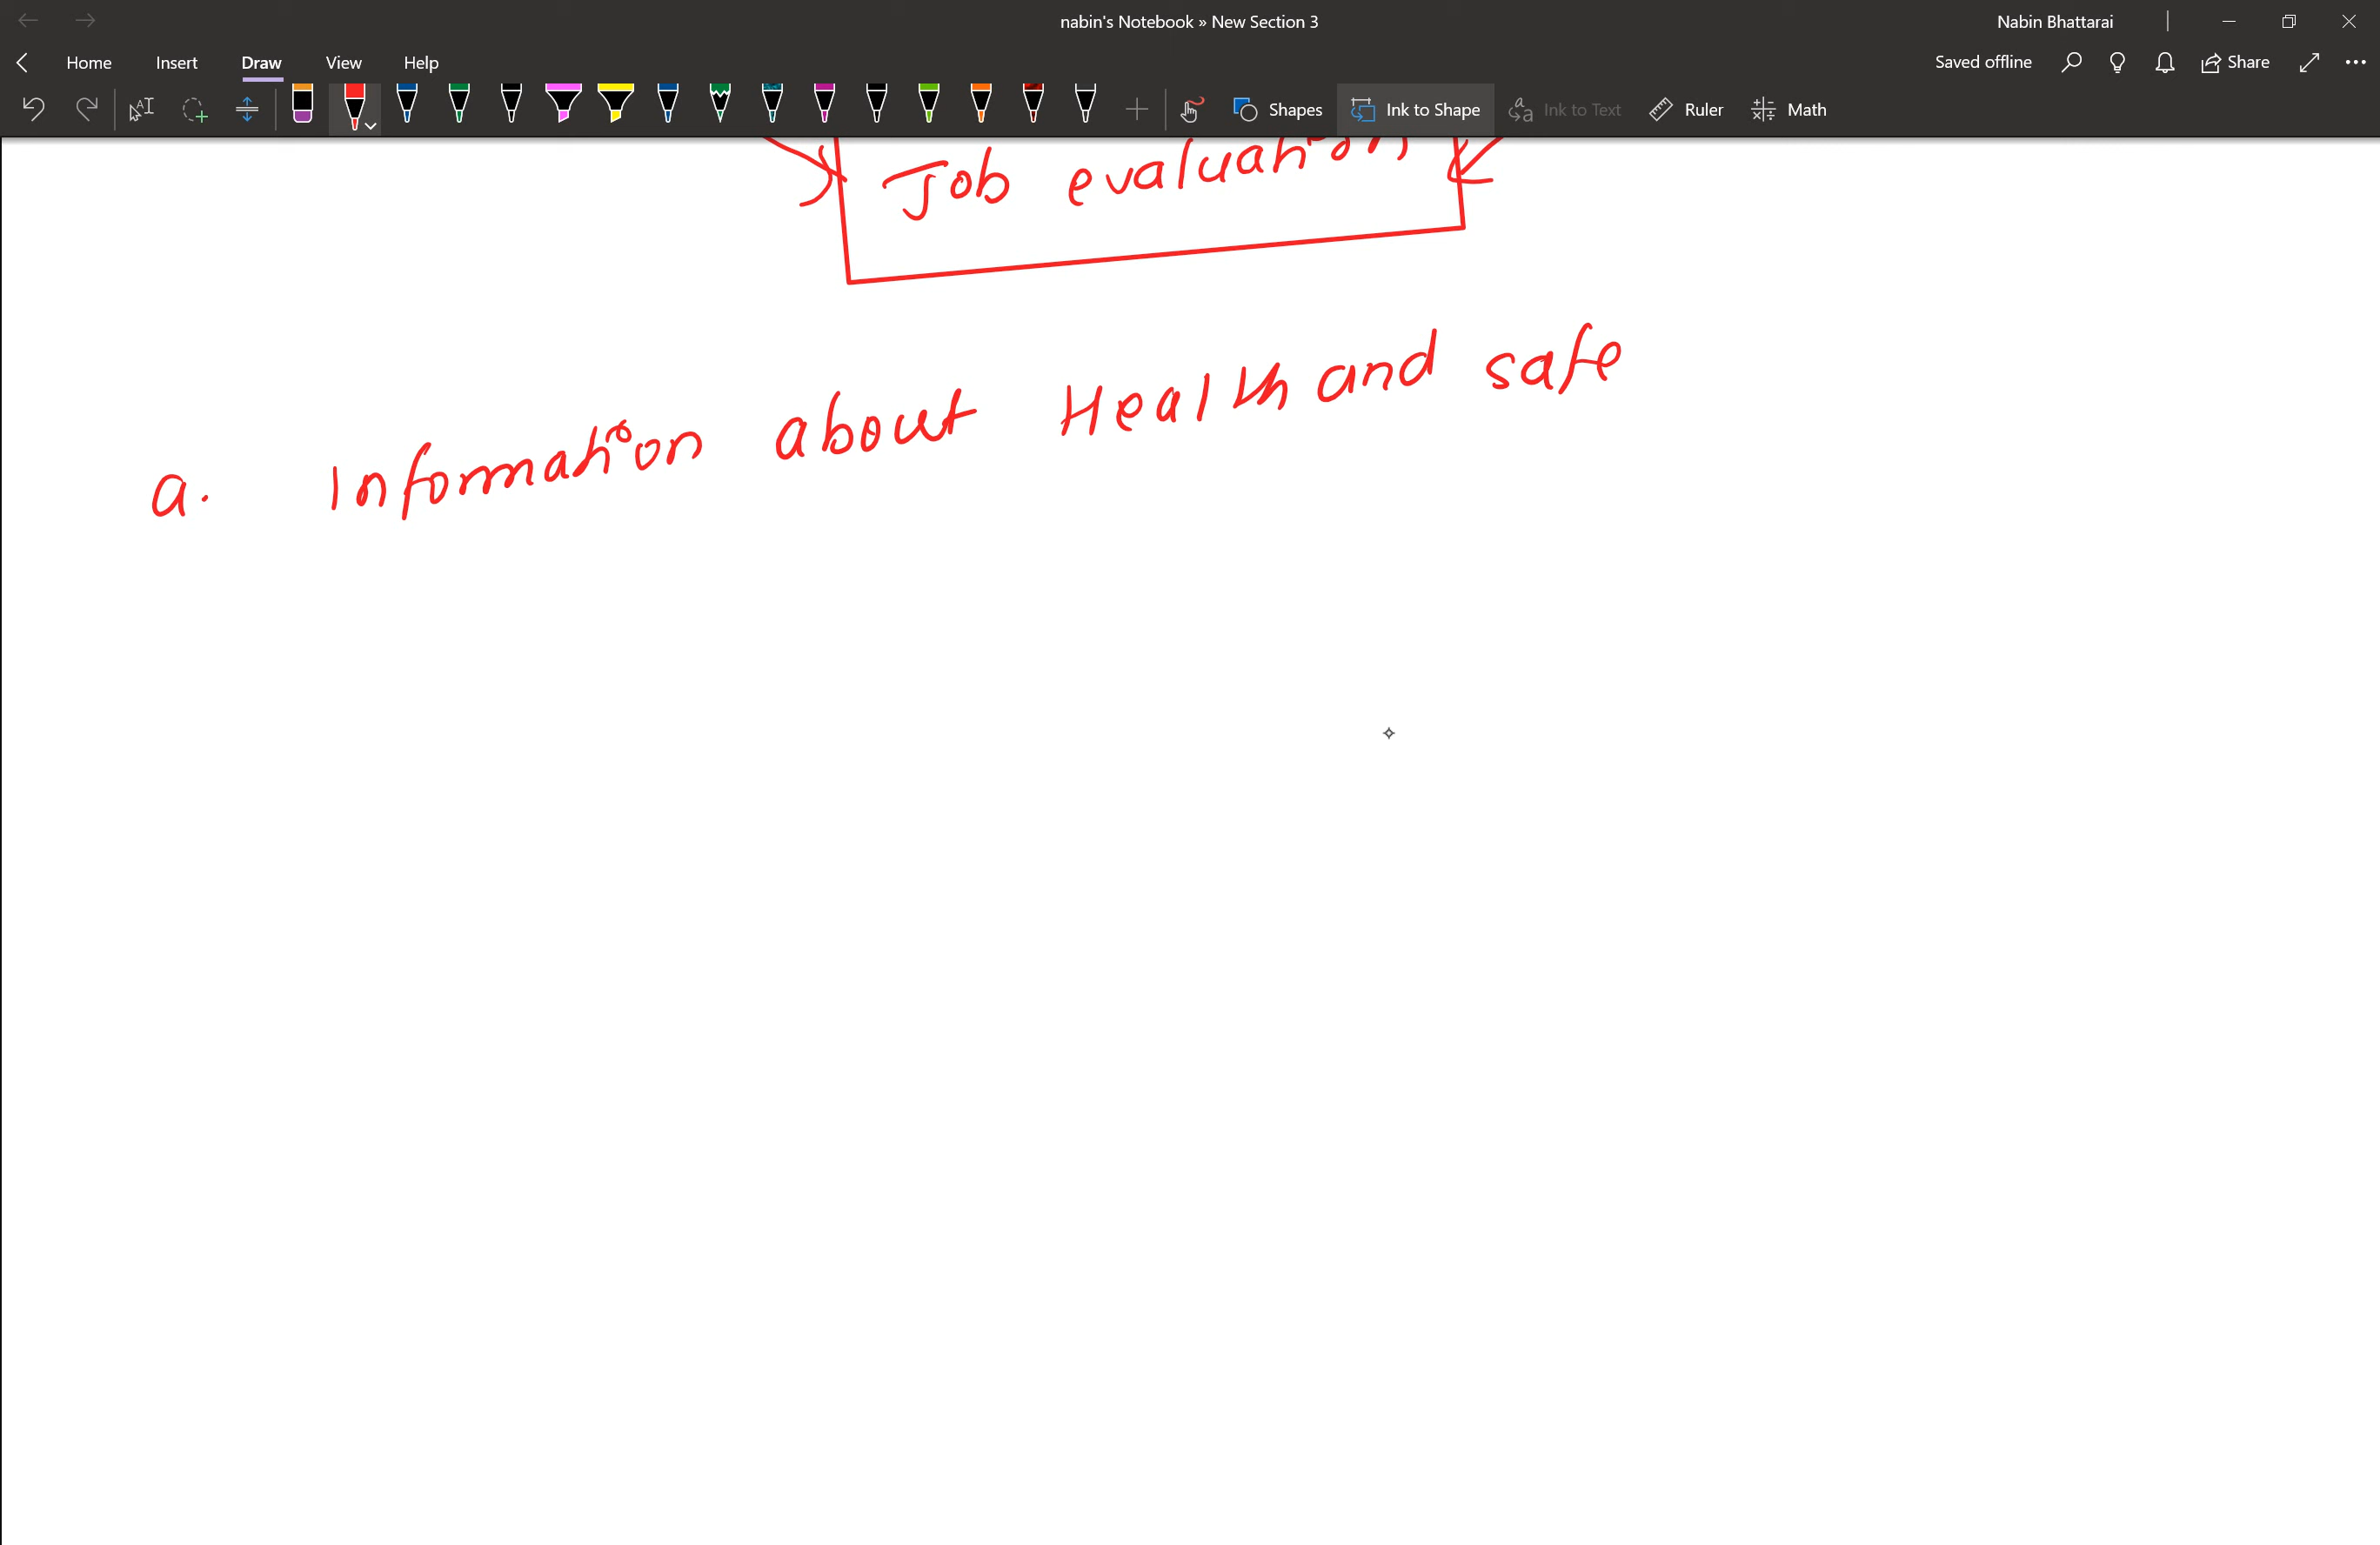 nabin's Notebook » New Section 3
Nabin Bhattarai
Home Insert Draw View Help
Saved offline
Share
Shapes Ink to Shape Ink to Text Ruler Math
Job evaluation
a. Information about Health and safe